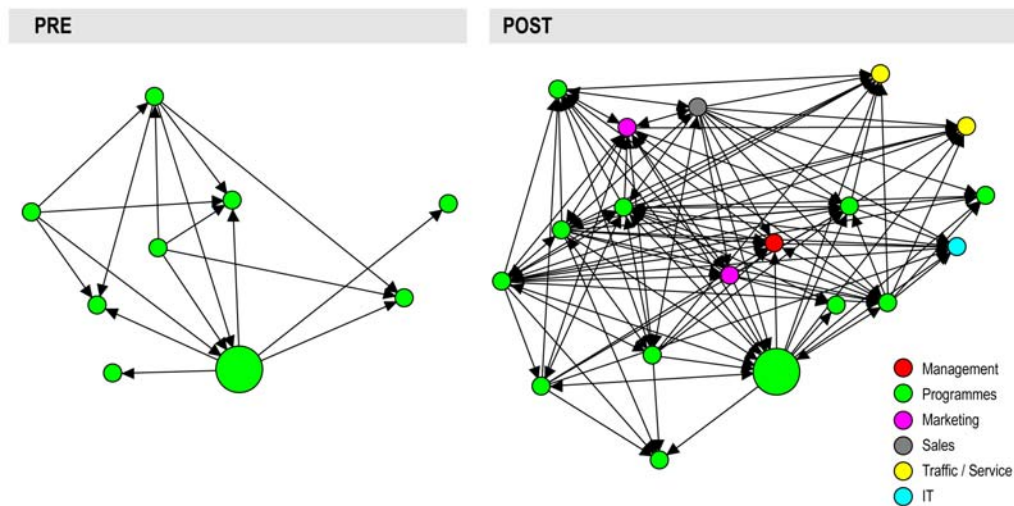 PRE
POST
Management
Programmes
Marketing
Sales
Traffic / Service
IT